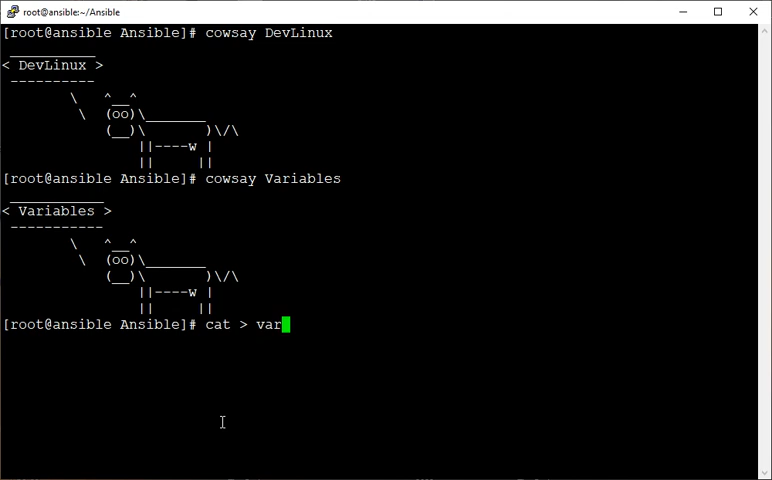 root@ansible:~/Ansible
[root@ansible Ansible]# cowsay DevLinux
 __________
< DevLinux >
 ----------
        \   ^__^
         \  (oo)\_______
            (__)\       )\/\
                ||----w |
                ||     ||
[root@ansible Ansible]# cowsay Variables
 ___________
< Variables >
 -----------
        \   ^__^
         \  (oo)\_______
            (__)\       )\/\
                ||----w |
                ||     ||
[root@ansible Ansible]# cat > var